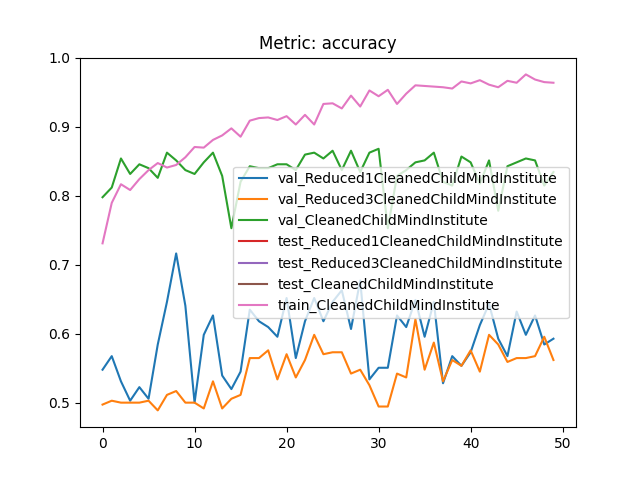 Metric: accuracy
1.0
0.9
0.8
0.7
0.6
0.5
val_Reduced1CleanedChildMindInstitute
val_Reduced3CleanedChildMindInstitute
val_CleanedChildMindInstitute
test_Reduced1CleanedChildMindInstitute
test_Reduced3CleanedChildMindInstitute
test_CleanedChildMindInstitute
train_CleanedChildMindInstitute
0 10 20 30 40 50